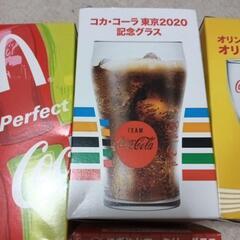 コカ・コーラ 東京2020
記念グラス
TEAM
Coca-Cola
Perfect
Co
オリン
オリ